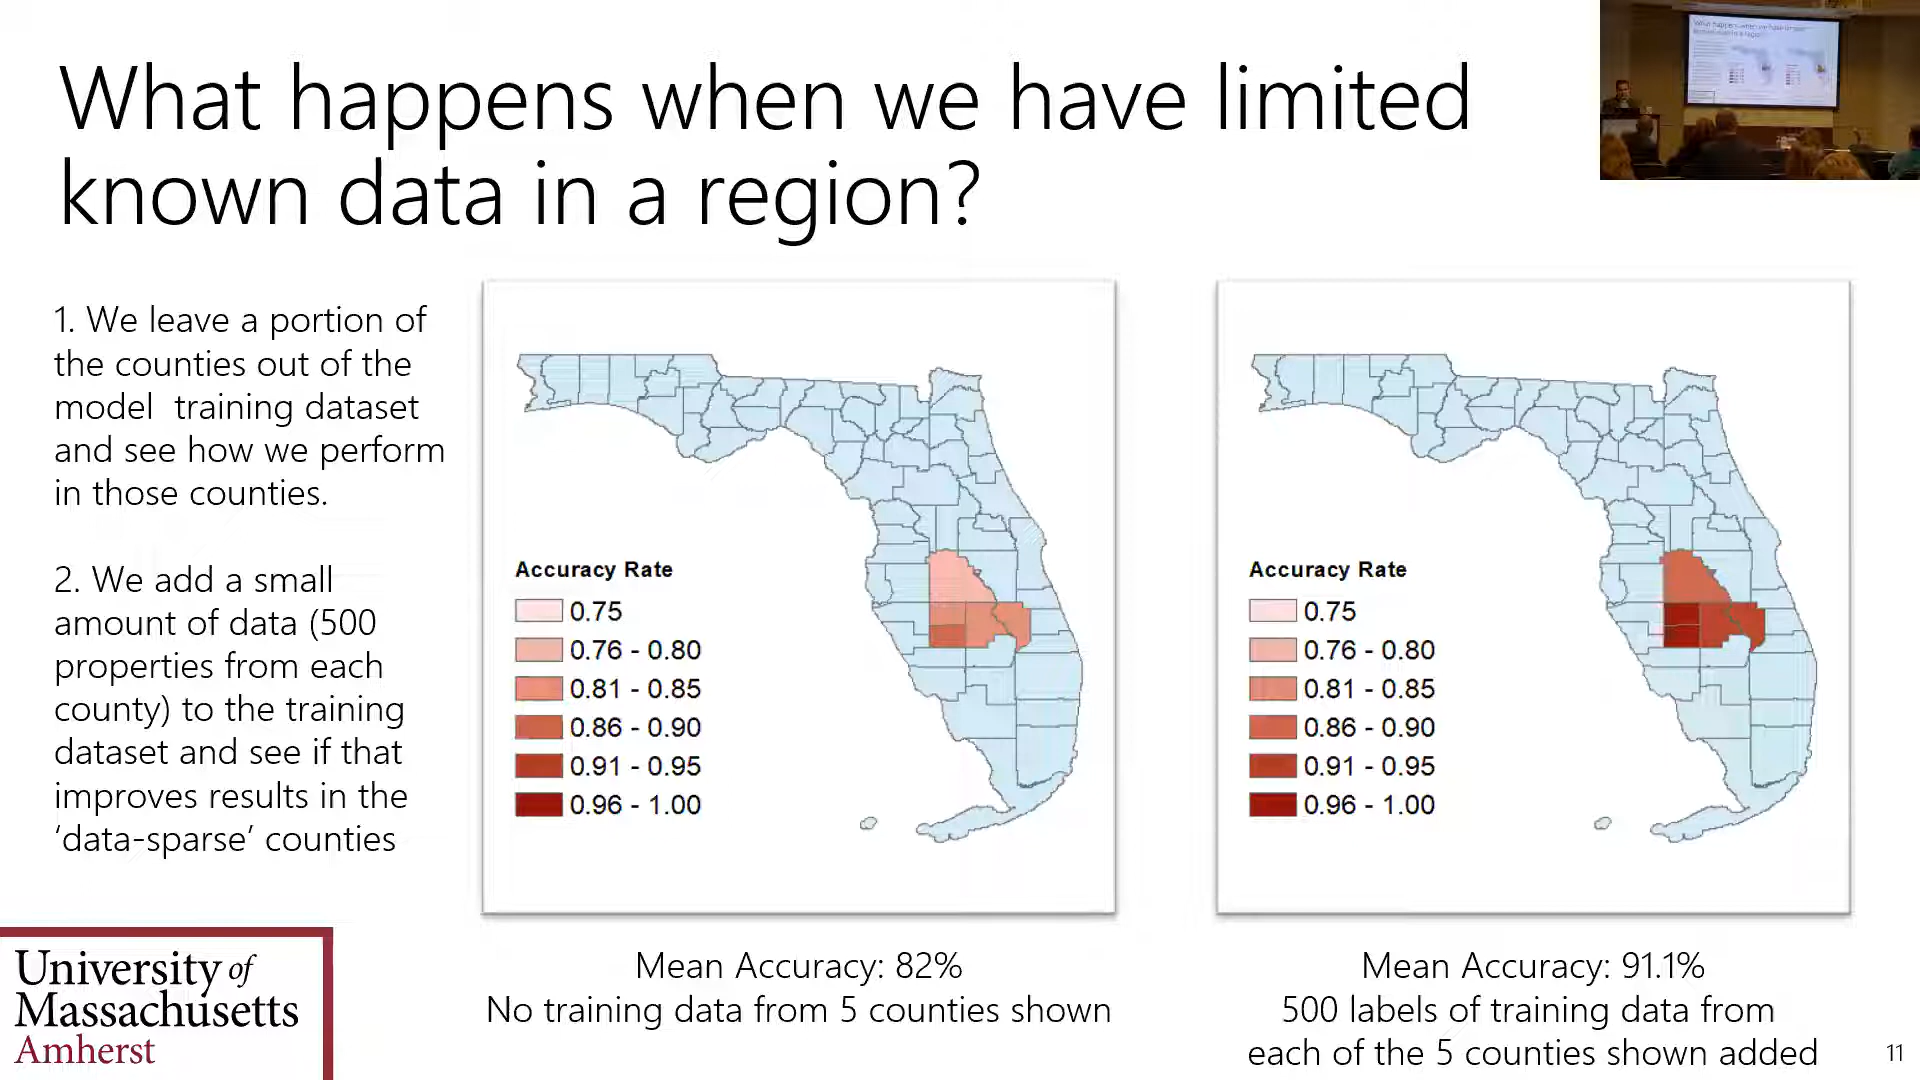 What happens when we have limited
known data in a region?
1. We leave a portion of
the counties out of the
model training dataset
and see how we perform
in those counties.
2. We add a small
amount of data (500
properties from each
county) to the training
dataset and see if that
improves results in the
‘data-sparse’ counties
Accuracy Rate
0.75
0.76 - 0.80
0.81 - 0.85
0.86 - 0.90
0.91 - 0.95
0.96 - 1.00
Mean Accuracy: 82%
No training data from 5 counties shown
Accuracy Rate
0.75
0.76 - 0.80
0.81 - 0.85
0.86 - 0.90
0.91 - 0.95
0.96 - 1.00
Mean Accuracy: 91.1%
500 labels of training data from
each of the 5 counties shown added
University of
Massachusetts
Amherst
11